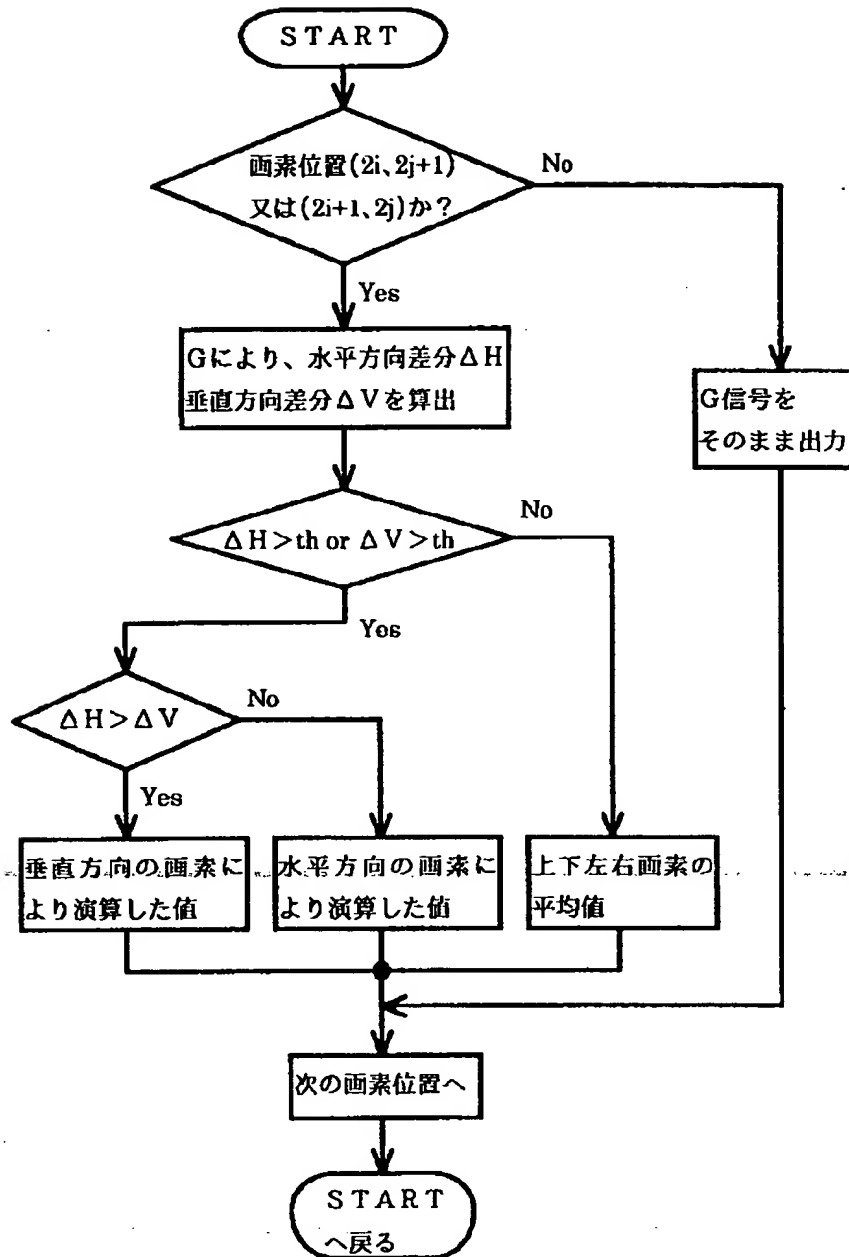 START
画素位置(2i、2j+1)
又は(2i+1、2j)か?
No
Yes
Gにより、水平方向差分ΔH
垂直方向差分ΔVを算出
G信号を
そのまま出力
ΔH>th or ΔV>th
No
Yes
ΔH>ΔV
No
Yes
垂直方向の画素に
より演算した値
水平方向の画素に
より演算した値
上下左右画素の
平均値
次の画素位置へ
START
へ戻る